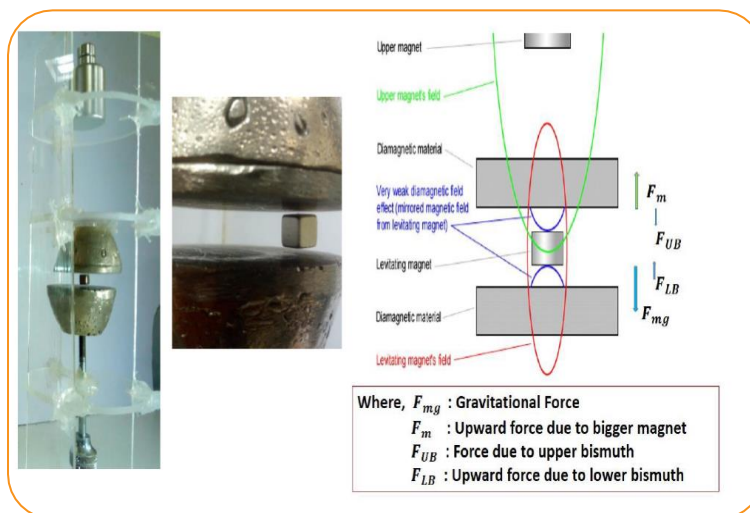 Upper magnet
Upper magnet's field
Diamagnetic material
Very weak diamagnetic field
effect (mirrored magnetic field
from levitating magnet)
Levitating magnet
Diamagnetic material
Levitating magnet's field
F_m
F_UB
F_LB
F_mg
Where, F_mg : Gravitational Force
F_m : Upward force due to bigger magnet
F_UB : Force due to upper bismuth
F_LB : Upward force due to lower bismuth